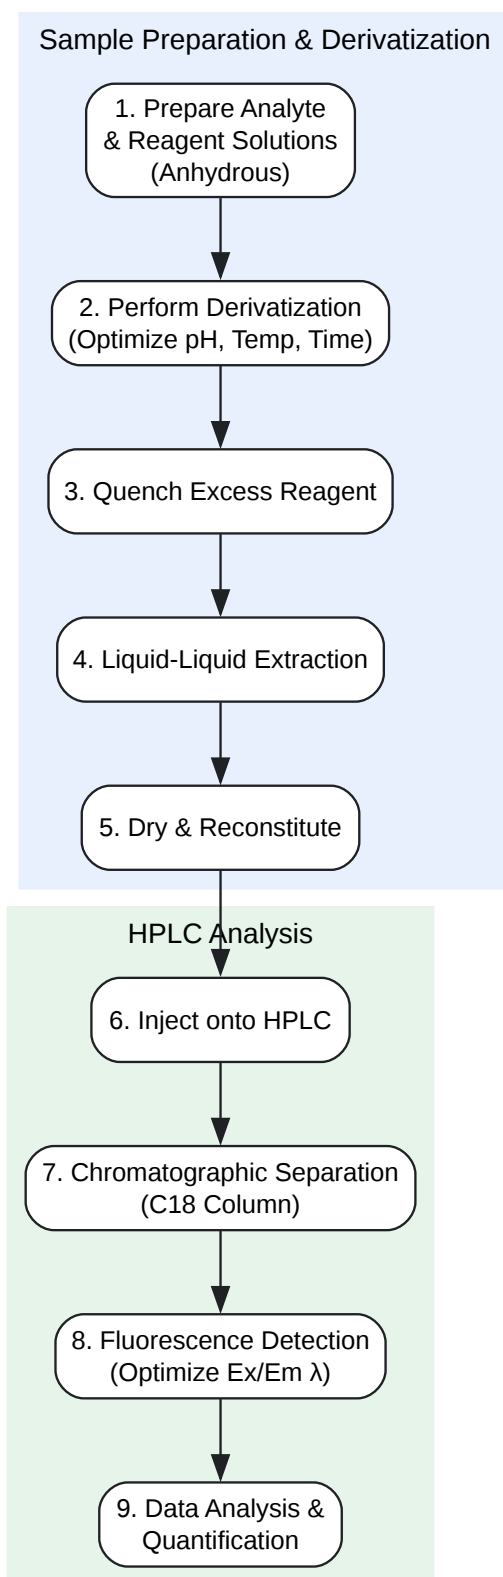 Sample Preparation & Derivatization
1. Prepare Analyte
& Reagent Solutions
(Anhydrous)
2. Perform Derivatization
(Optimize pH, Temp, Time)
3. Quench Excess Reagent
4. Liquid-Liquid Extraction
5. Dry & Reconstitute
HPLC Analysis
6. Inject onto HPLC
7. Chromatographic Separation
(C18 Column)
8. Fluorescence Detection
(Optimize Ex/Em λ)
9. Data Analysis &
Quantification